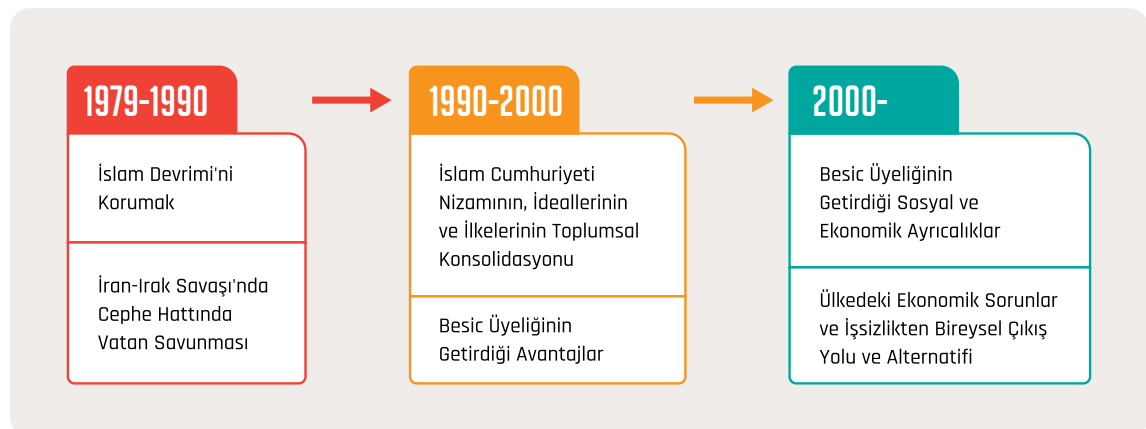 1979-1990
İslam Devrimi'ni
Korumak
İran-Irak Savaşı'nda
Cephe Hattında
Vatan Savunması
1990-2000
İslam Cumhuriyeti
Nizamının, İdeallerinin
ve İlkelerinin Toplumsal
Konsolidasyonu
Besic Üyeliğinin
Getirdiği Avantajlar
2000-
Besic Üyeliğinin
Getirdiği Sosyal ve
Ekonomik Ayrıcalıklar
Ülkedeki Ekonomik Sorunlar
ve İşsizlikten Bireysel Çıkış
Yolu ve Alternatifi